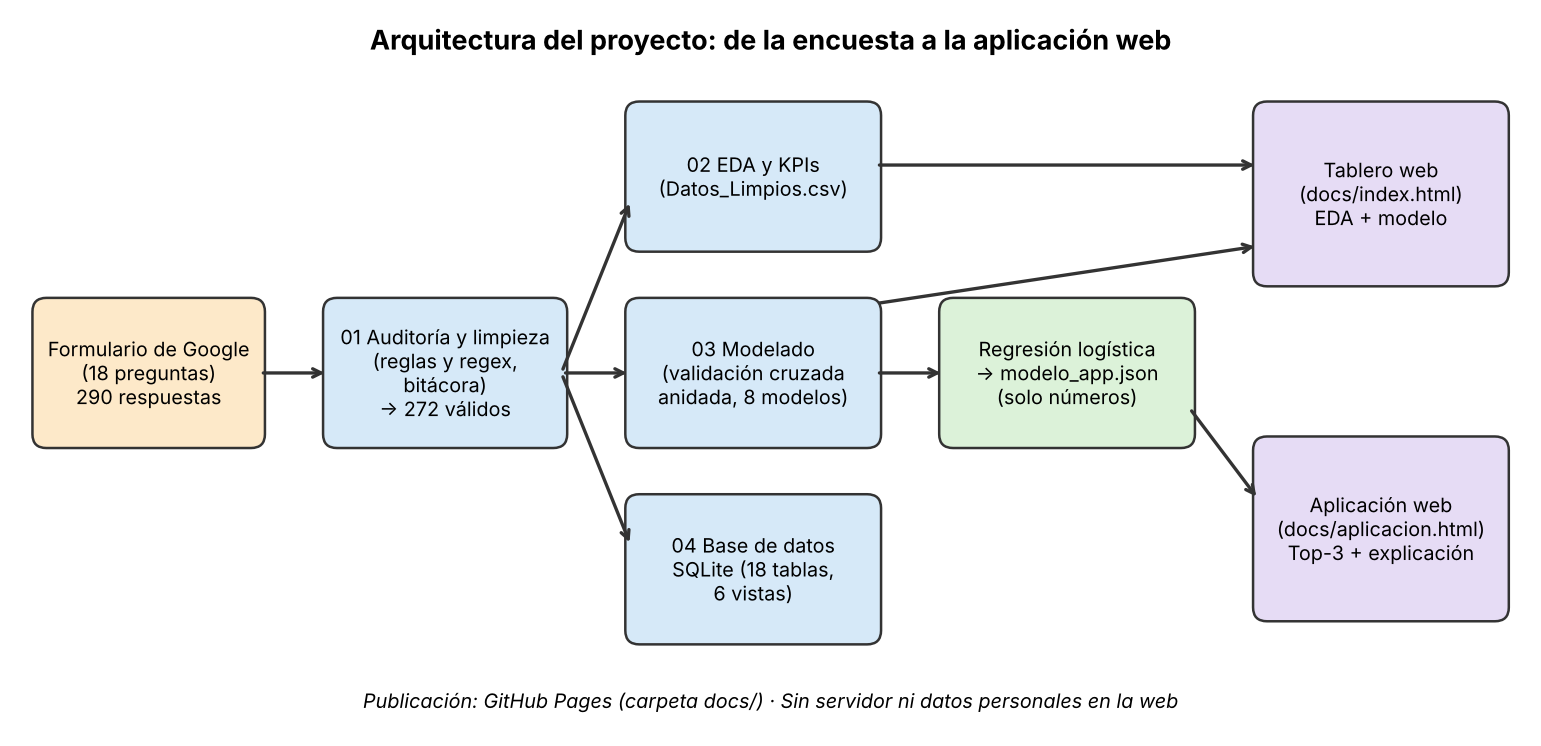 Arquitectura del proyecto: de la encuesta a la aplicación web
Formulario de Google
(18 preguntas)
290 respuestas
01 Auditoría y limpieza
(reglas y regex,
bitácora)
→ 272 válidos
02 EDA y KPIs
(Datos_Limpios.csv)
03 Modelado
(validación cruzada
anidada, 8 modelos)
04 Base de datos
SQLite (18 tablas,
6 vistas)
Regresión logística
→ modelo_app.json
(solo números)
Tablero web
(docs/index.html)
EDA + modelo
Aplicación web
(docs/aplicacion.html)
Top-3 + explicación
Publicación: GitHub Pages (carpeta docs/) · Sin servidor ni datos personales en la web